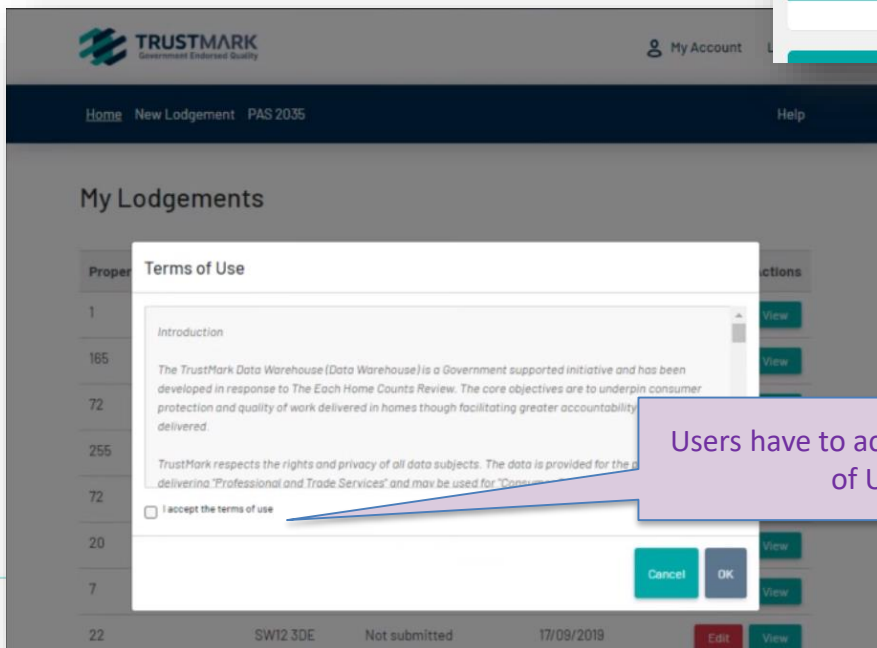 TRUSTMARK
Government Endorsed Quality
My Account
Home New Lodgement PAS 2035 Help
My Lodgements
Terms of Use
1 View
Introduction
165 View
The TrustMark Data Warehouse (Data Warehouse) is a Government supported initiative and has been
developed in response to The Each Home Counts Review. The core objectives are to underpin consumer
72
protection and quality of work delivered in homes though facilitating greater accountability
delivered.
255
Users have to
TrustMark respects the rights and privacy of all data subjects. The data is provided for the
delivering "Professional and Trade Services" and may be used for
of
72
I accept the terms of use
20 View
Cancel OK
7 View
22 SW12 3DE Not submitted 17/09/2019 Edit View